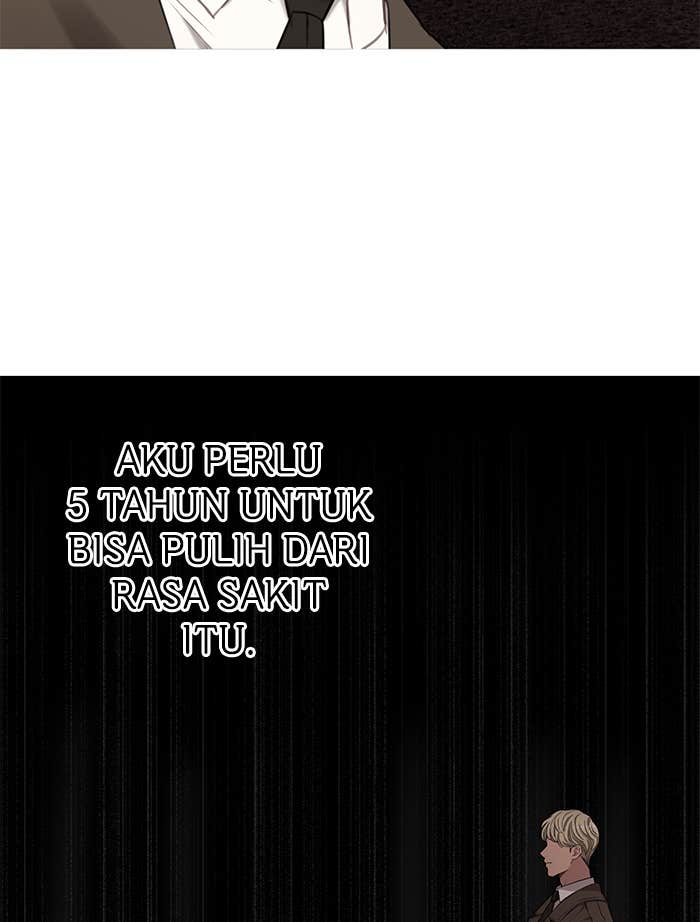 AKU PERLU
5 TAHUN UNTUK
BISA PULIH DARI
RASA SAKIT
ITU.